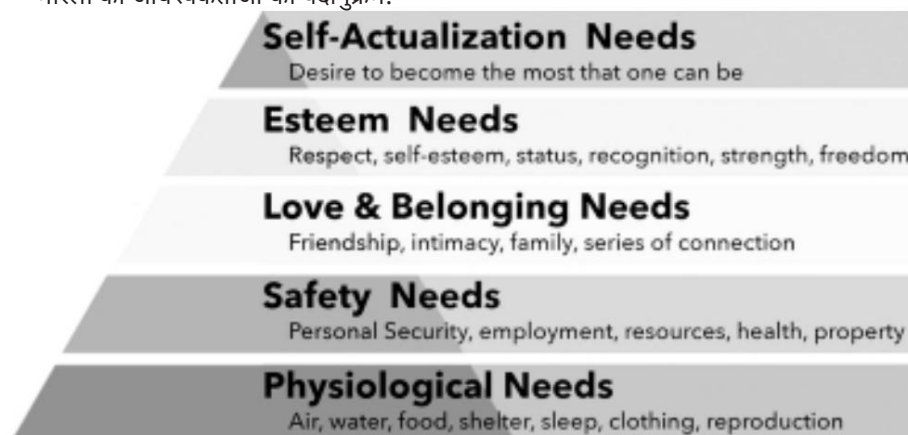 Self-Actualization Needs
Desire to become the most that one can be
Esteem Needs
Respect, self-esteem, status, recognition, strength, freedom
Love & Belonging Needs
Friendship, intimacy, family, series of connection
Safety Needs
Personal Security, employment, resources, health, property
Physiological Needs
Air, water, food, shelter, sleep, clothing, reproduction